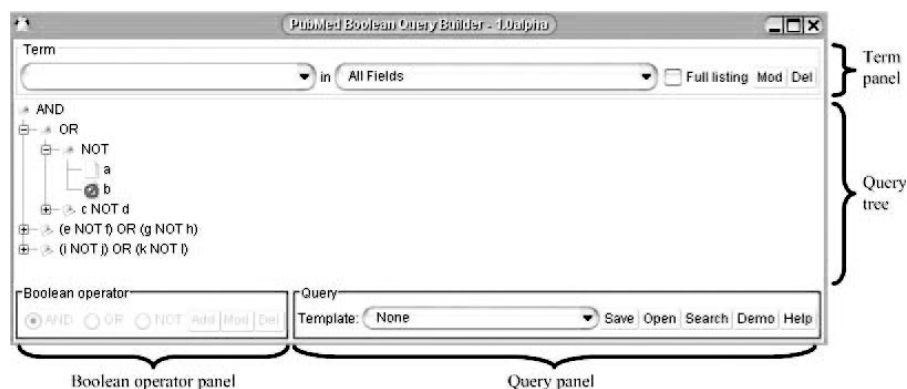 PubMed Boolean Query Builder - 1.0alpha
Term
in All Fields Full listing Mod Del
Term panel
AND
OR
NOT
a
b
c NOT d
(e NOT f) OR (g NOT h)
(i NOT j) OR (k NOT l)
Query tree
Boolean operator
AND OR NOT Add Mod Del
Query
Template: None Save Open Search Demo Help
Boolean operator panel
Query panel